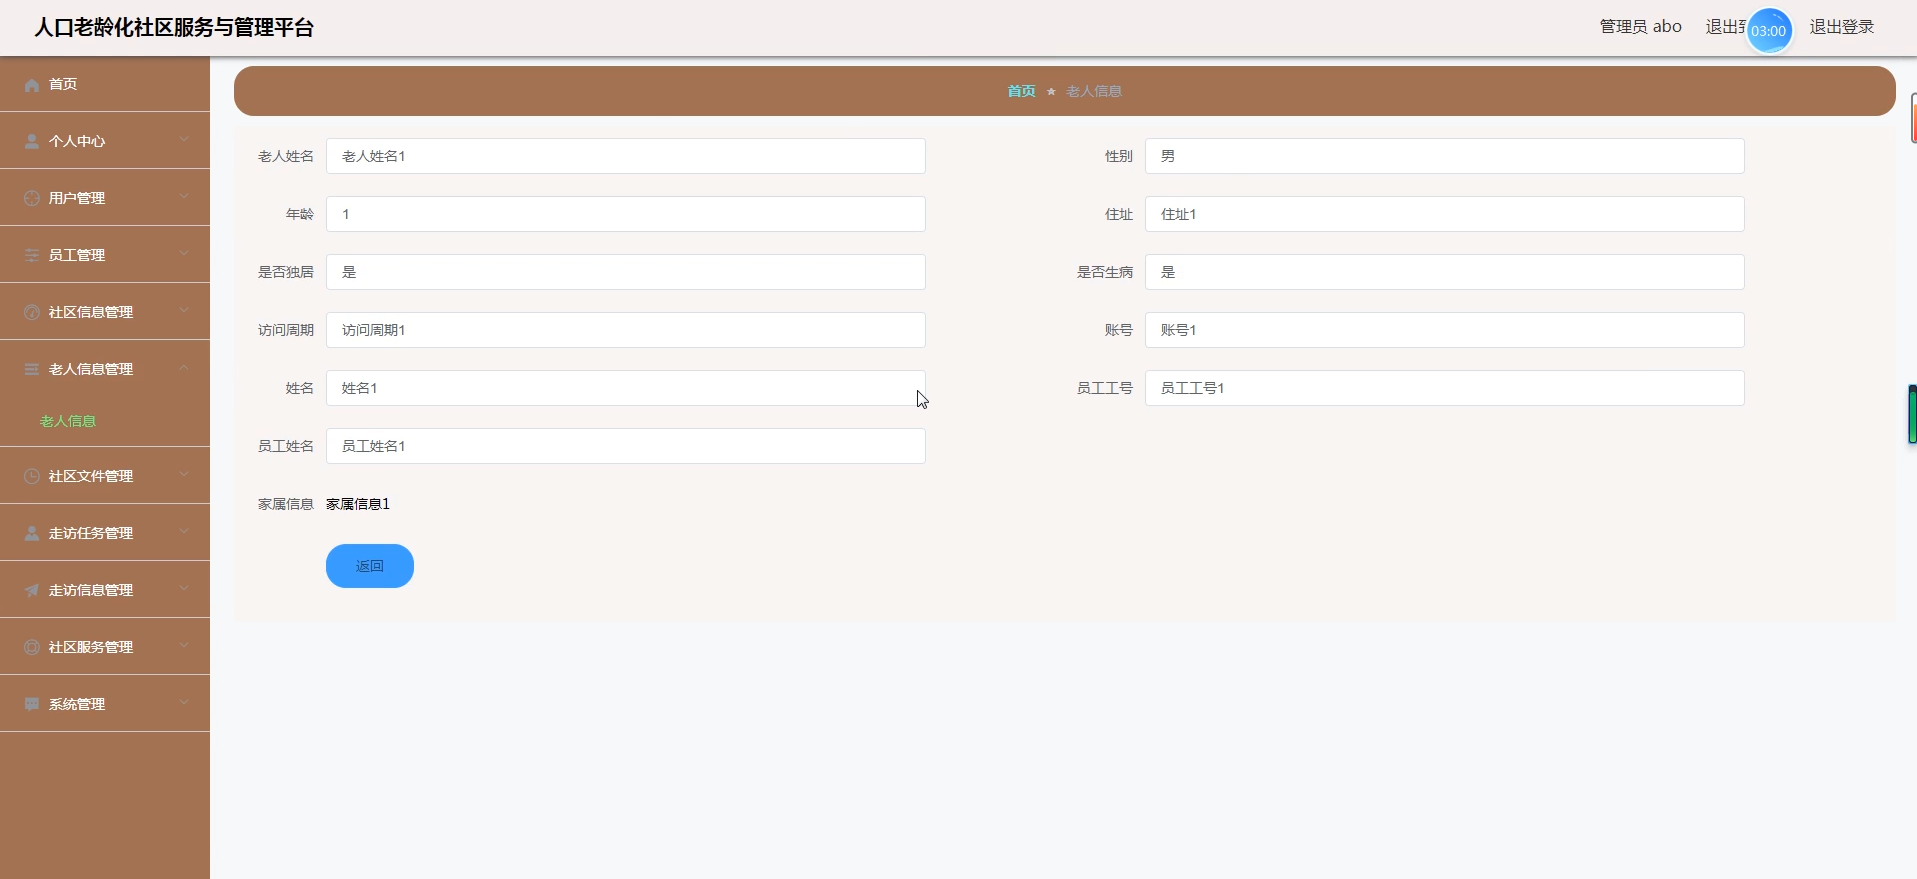 人口老龄化社区服务与管理平台
管理员 abo
退出
03:00
退出登录
首页
个人中心
用户管理
员工管理
社区信息管理
老人信息管理
老人信息
社区文件管理
走访任务管理
走访信息管理
社区服务管理
系统管理
首页 ★ 老人信息
老人姓名 老人姓名1 性别 男
年龄 1 住址 住址1
是否独居 是 是否生病 是
访问周期 访问周期1 账号 账号1
姓名 姓名1 员工工号 员工工号1
员工姓名 员工姓名1
家属信息 家属信息1
返回